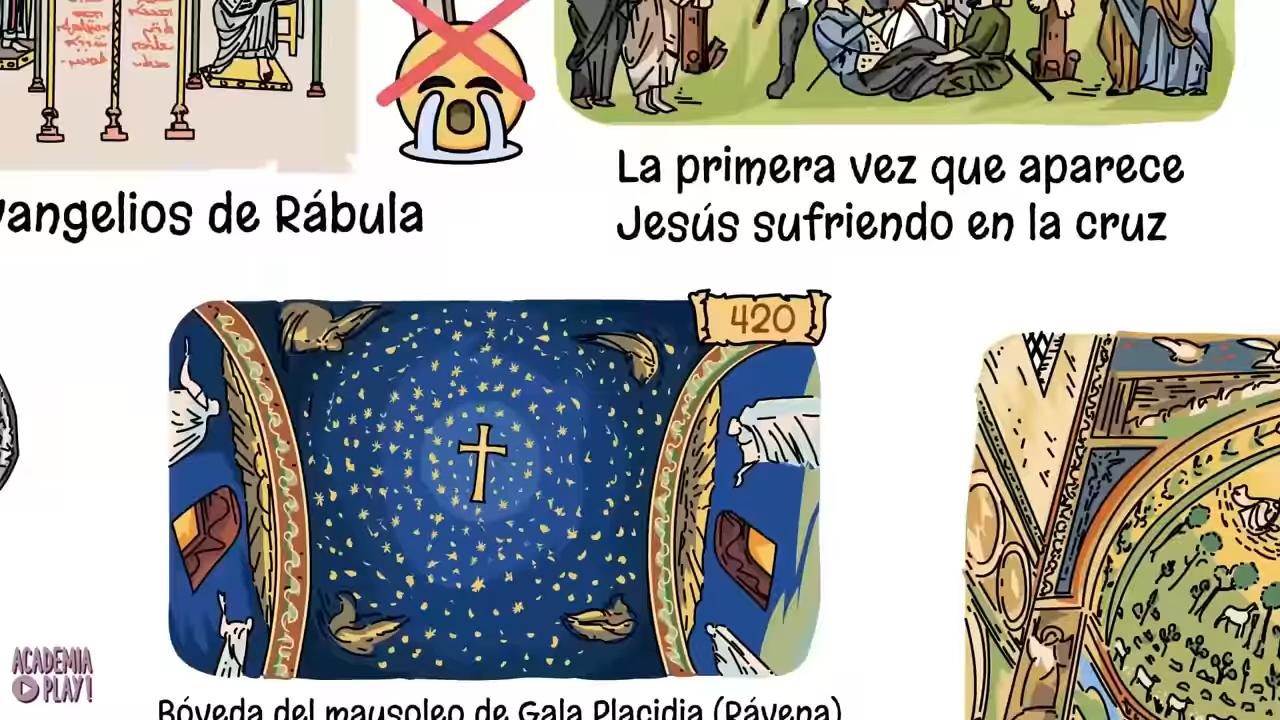 vangelios de Rábula
La primera vez que aparece
Jesús sufriendo en la cruz
420
Bóveda del mausoleo de Gala Placidia (Rávena)
ACADEMIA
PLAY!